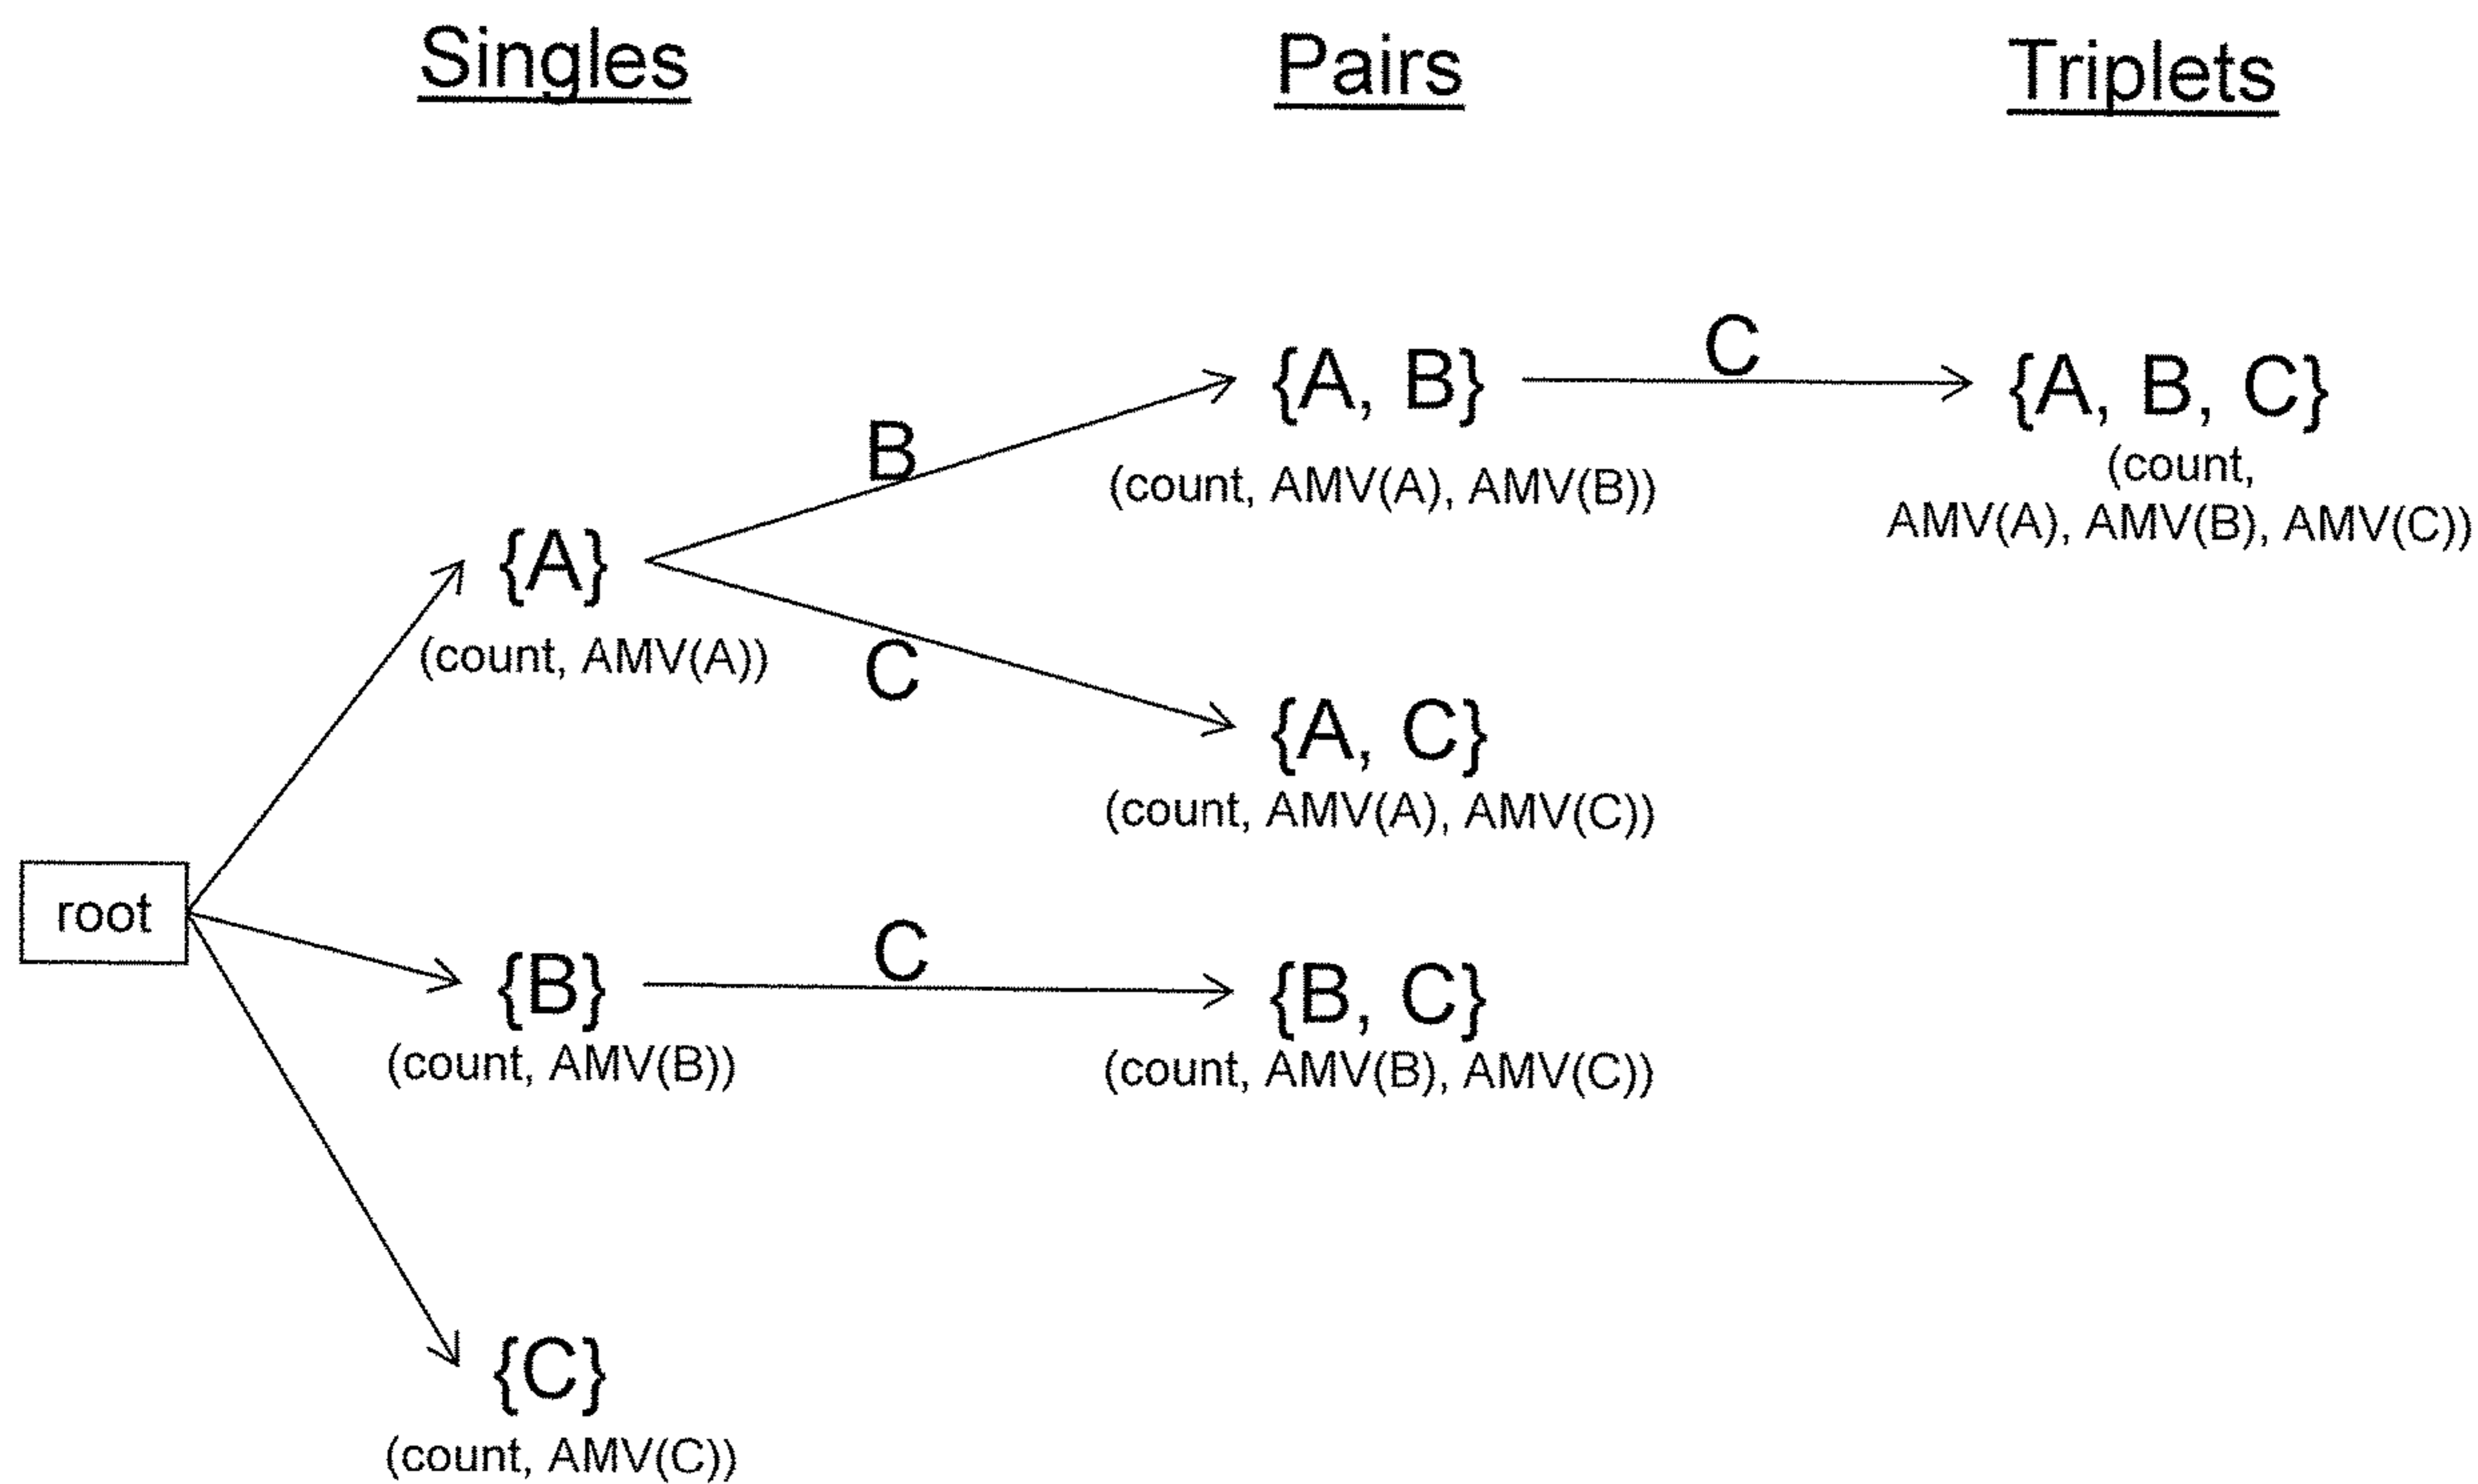 Singles
Pairs
Triplets
C
{A, B}
{A, B, C}
B
(count, AMV(A), AMV(B))
(count,
AMV(A), AMV(B), AMV(C))
{A}
(count, AMV(A))
C
{A, C}
(count, AMV(A), AMV(C))
root
C
{B}
{B, C}
(count, AMV(B))
(count, AMV(B), AMV(C))
{C}
(count, AMV(C))